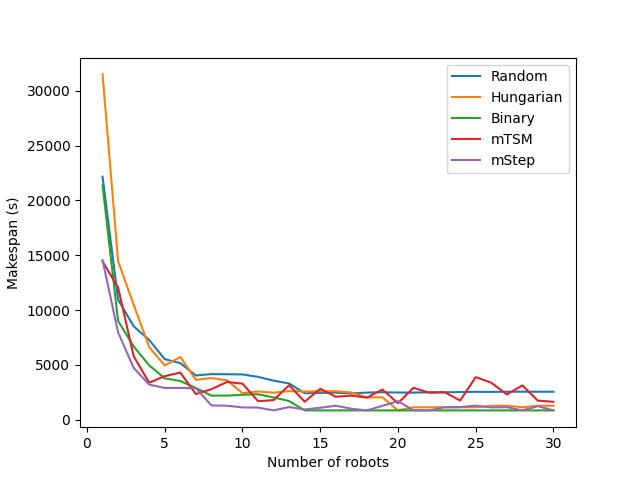 Makespan (s)
30000
25000
20000
15000
10000
5000
0
Random
Hungarian
Binary
mTSM
mStep
0 5 10 15 20 25 30
Number of robots